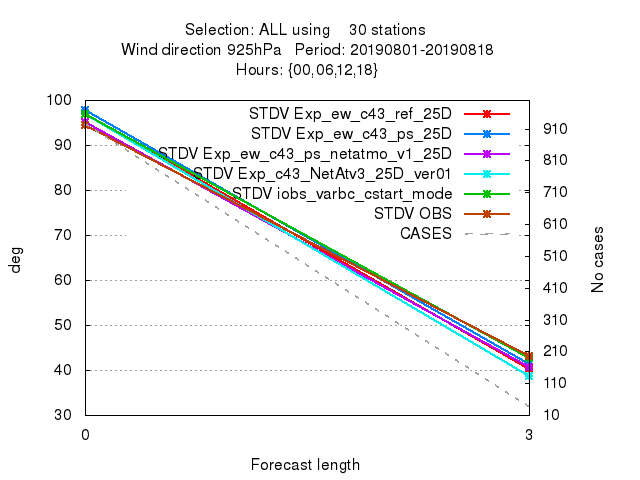 Selection: ALL using 30 stations
Wind direction 925hPa Period: 20190801-20190818
Hours: {00,06,12,18}
100
90
80
70
60
50
40
30
deg
STDV Exp_ew_c43_ref_25D
STDV Exp_ew_c43_ps_25D
STDV Exp_ew_c43_ps_netatmo_v1_25D
STDV Exp_c43_NetAtv3_25D_ver01
STDV iobs_varbc_cstart_mode
STDV OBS
CASES
910
810
710
610
510
410
310
210
110
10
No cases
0
3
Forecast length